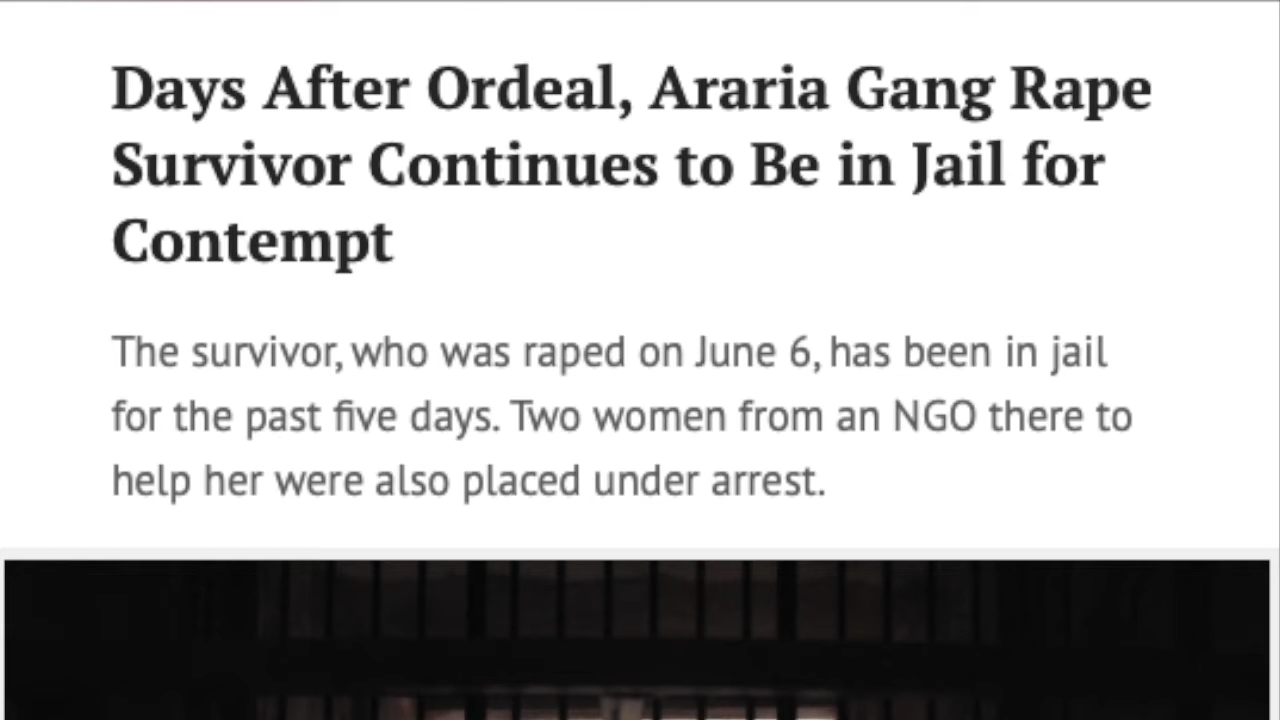 Days After Ordeal, Araria Gang Rape
Survivor Continues to Be in Jail for
Contempt
The survivor, who was raped on June 6, has been in jail
for the past five days. Two women from an NGO there to
help her were also placed under arrest.